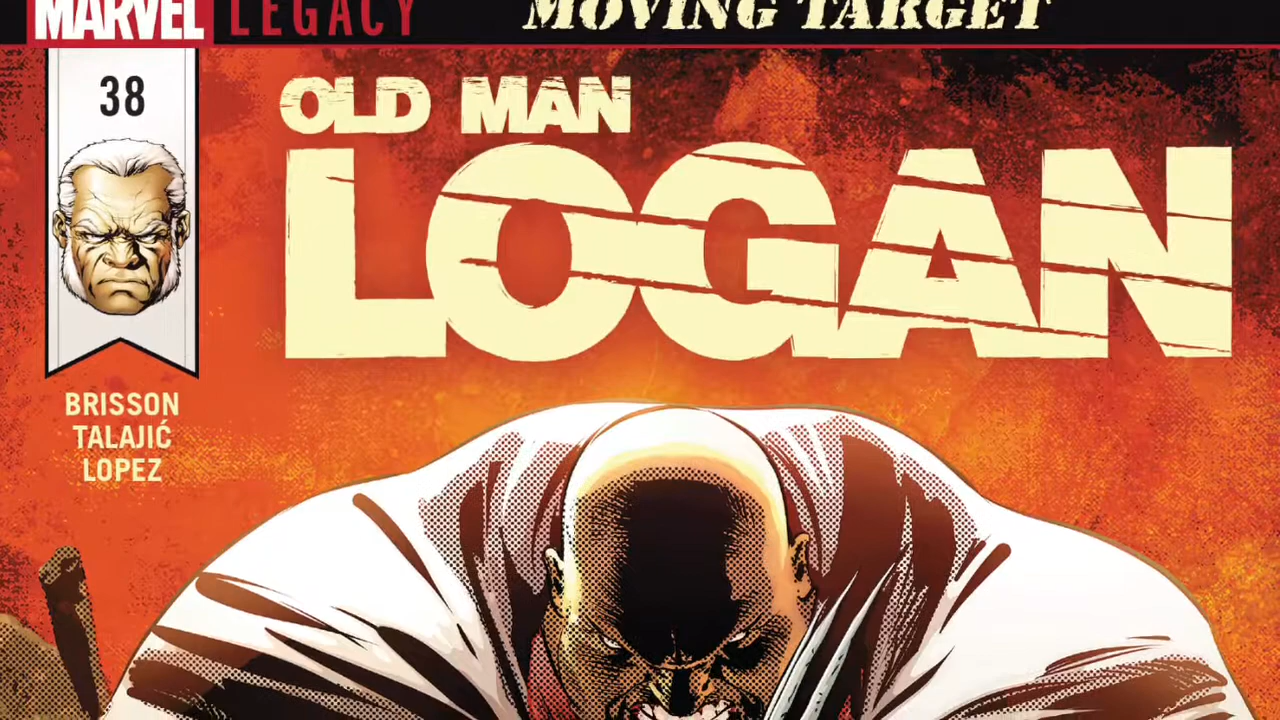 MARVEL LEGACY
MOVING TARGET
38
OLD MAN
LOGAN
BRISSON
TALAJIĆ
LOPEZ